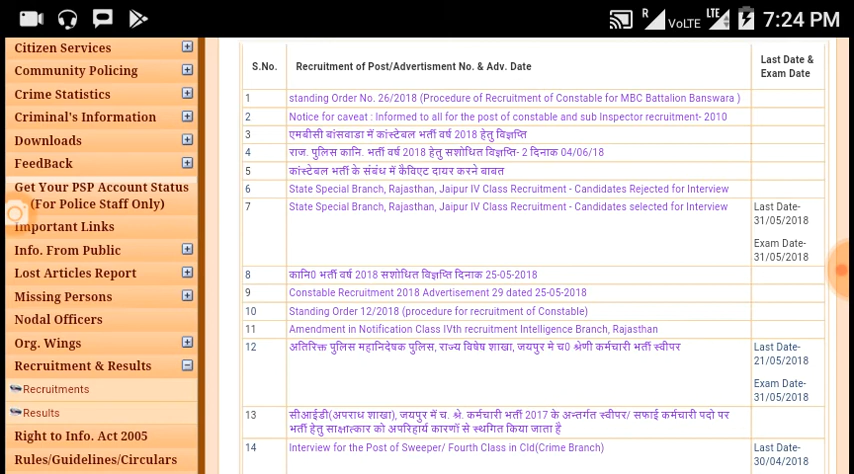 VoLTE LTE R 7:24 PM
Citizen Services
Community Policing
Crime Statistics
Criminal's Information
Downloads
FeedBack
Get Your PSP Account Status
(For Police Staff Only)
Important Links
Info. From Public
Lost Articles Report
Missing Persons
Nodal Officers
Org. Wings
Recruitment & Results
Recruitments
Results
Right to Info. Act 2005
Rules/Guidelines/Circulars
S.No. Recruitment of Post/Advertisment No. & Adv. Date Last Date &
Exam Date
1 standing Order No. 26/2018 (Procedure of Recruitment of Constable for MBC Battalion Banswara )
2 Notice for caveat : Informed to all for the post of constable and sub Inspector recruitment- 2010
3 एमबीसी बांसवाडा में कांस्टेबल भर्ती वर्ष 2018 हेतु विज्ञप्ति
4 राज. पुलिस कानि. भर्ती वर्ष 2018 हेतु सशोधित विज्ञप्ति- 2 दिनाक 04/06/18
5 कांस्टेबल भर्ती के संबंध में कैविएट दायर करने बाबत
6 State Special Branch, Rajasthan, Jaipur IV Class Recruitment - Candidates Rejected for Interview
7 State Special Branch, Rajasthan, Jaipur IV Class Recruitment - Candidates selected for Interview Last Date-
31/05/2018
Exam Date-
31/05/2018
8 कानि0 भर्ती वर्ष 2018 सशोधित विज्ञप्ति दिनाक 25-05-2018
9 Constable Recruitment 2018 Advertisement 29 dated 25-05-2018
10 Standing Order 12/2018 (procedure for recruitment of Constable)
11 Amendment in Notification Class IVth recruitment Intelligence Branch, Rajasthan
12 अतिरिक्त पुलिस महानिदेषक पुलिस, राज्य विषेष शाखा, जयपुर मे च0 श्रेणी कर्मचारी भर्ती स्वीपर Last Date-
21/05/2018
Exam Date-
31/05/2018
13 सीआईडी(अपराध शाखा), जयपुर में च. श्रे. कर्मचारी भर्ती 2017 के अन्तर्गत स्वीपर/ सफाई कर्मचारी पदो पर
भर्ती हेतु साक्षात्कार को अपरिहार्य कारणों से स्थगित किया जाता है
14 Interview for the Post of Sweeper/ Fourth Class in CId(Crime Branch) Last Date-
30/04/2018